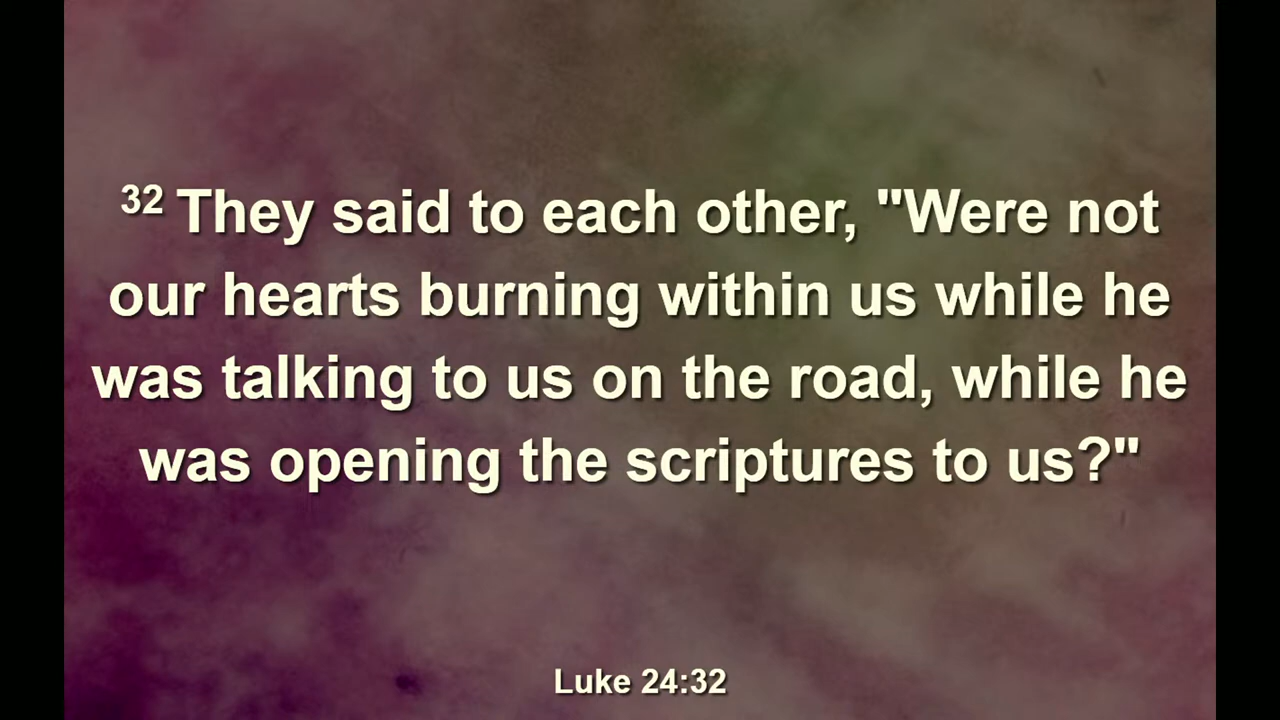 32 They said to each other, "Were not
our hearts burning within us while he
was talking to us on the road, while he
was opening the scriptures to us?"
Luke 24:32